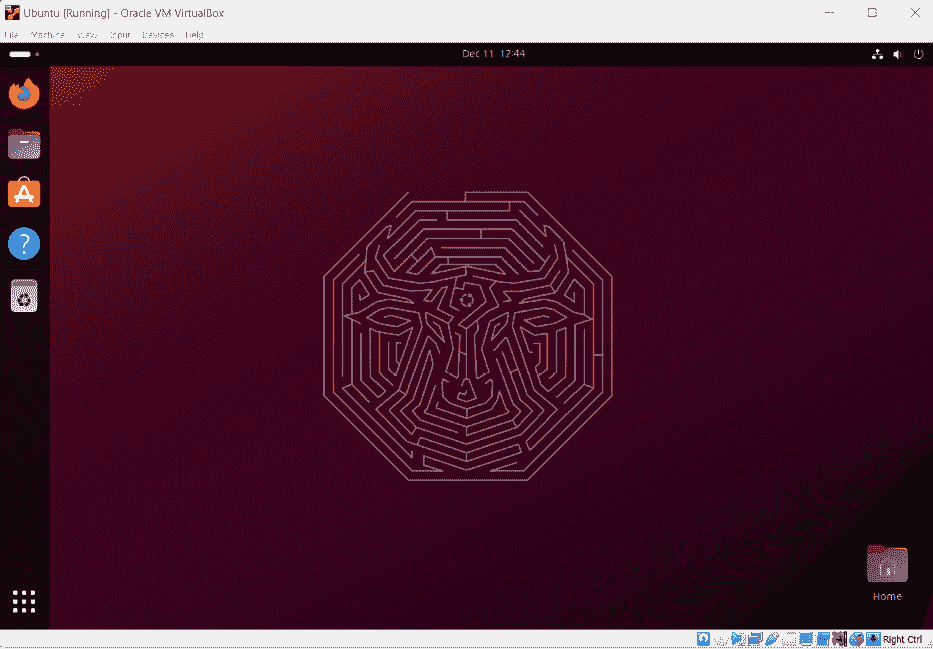 Ubuntu [Running] - Oracle VM VirtualBox
File Machine View Input Devices Help
Dec 11 12:44
Home
Right Ctrl